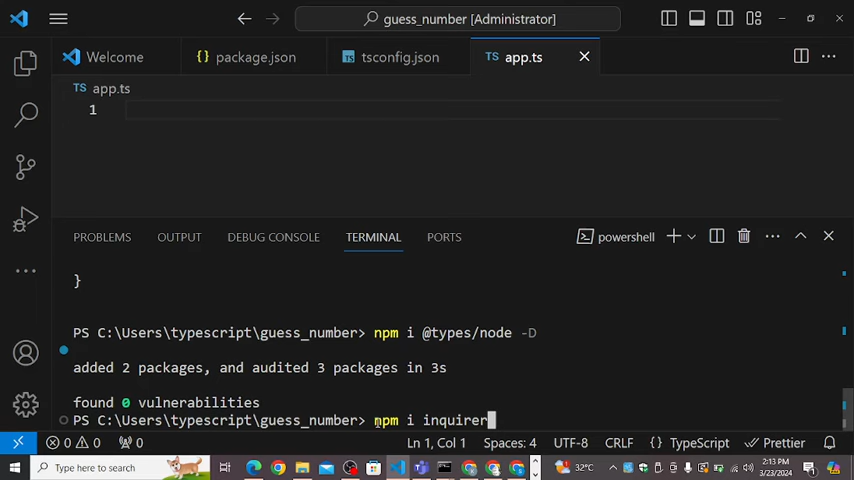 guess_number [Administrator]
Welcome
{} package.json
tsconfig.json
TS app.ts
TS app.ts
1
PROBLEMS
OUTPUT
DEBUG CONSOLE
TERMINAL
PORTS
powershell
}
PS C:\Users\typescript\guess_number> npm i @types/node -D
added 2 packages, and audited 3 packages in 3s
found 0 vulnerabilities
PS C:\Users\typescript\guess_number> npm i inquirer
0 0 0
Ln 1, Col 1
Spaces: 4
UTF-8
CRLF
{} TypeScript
Prettier
Type here to search
32°C
2:13 PM
3/23/2024